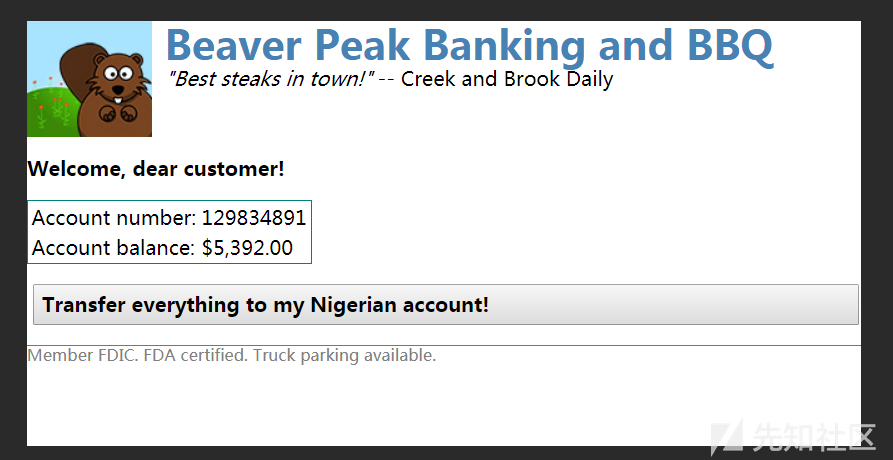 Beaver Peak Banking and BBQ
"Best steaks in town!" -- Creek and Brook Daily
Welcome, dear customer!
Account number: 129834891
Account balance: $5,392.00
Transfer everything to my Nigerian account!
Member FDIC. FDA certified. Truck parking available.
先知社区